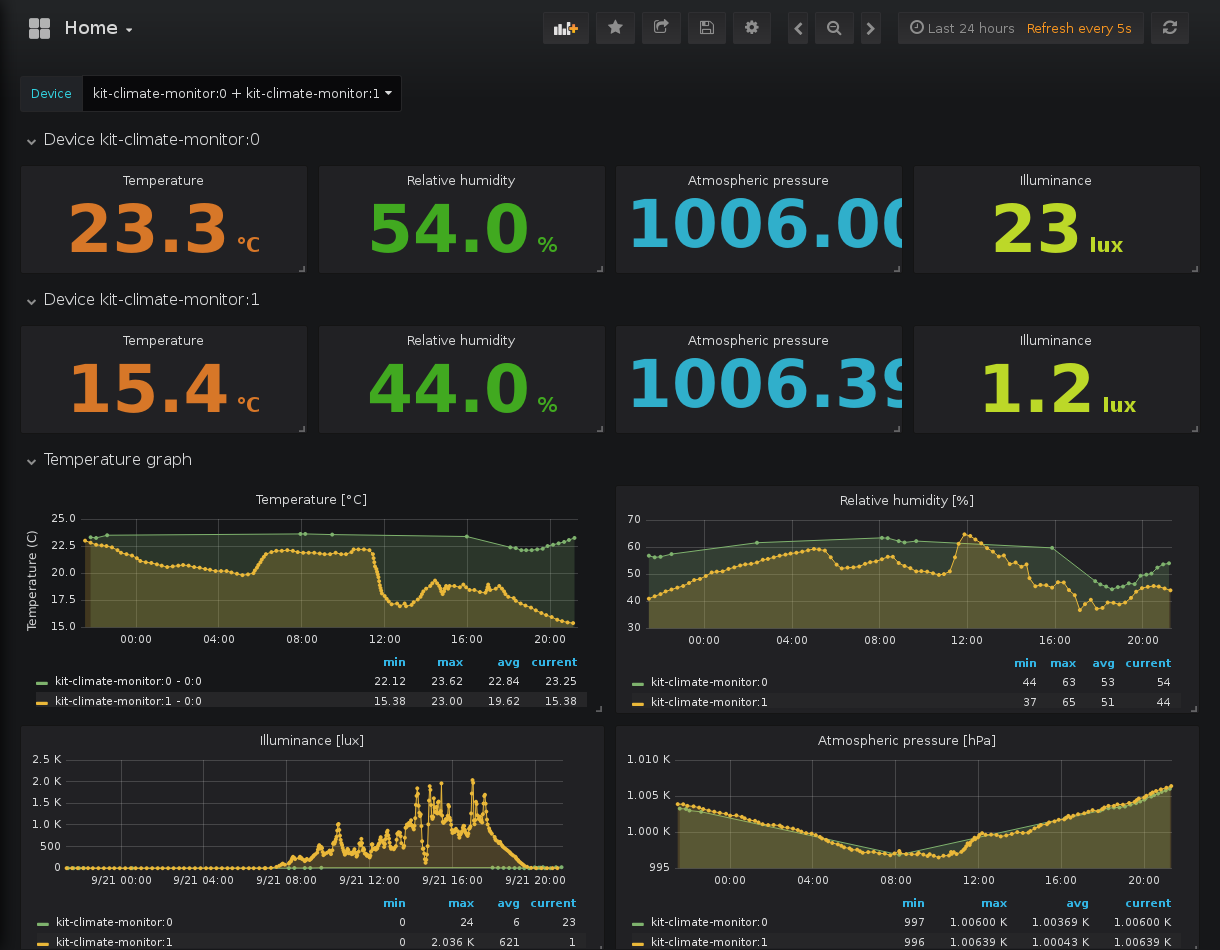 Home
Last 24 hours Refresh every 5s
Device kit-climate-monitor:0 + kit-climate-monitor:1
Device kit-climate-monitor:0
Temperature Relative humidity Atmospheric pressure Illuminance
23.3 °C 54.0 % 1006.00 23 lux
Device kit-climate-monitor:1
Temperature Relative humidity Atmospheric pressure Illuminance
15.4 °C 44.0 % 1006.39 1.2 lux
Temperature graph
Temperature [°C]
Temperature (C)
25.0
22.5
20.0
17.5
15.0
00:00 04:00 08:00 12:00 16:00 20:00
min max avg current
kit-climate-monitor:0 - 0:0 22.12 23.62 22.84 23.25
kit-climate-monitor:1 - 0:0 15.38 23.00 19.62 15.38
Relative humidity [%]
70
60
50
40
30
00:00 04:00 08:00 12:00 16:00 20:00
min max avg current
kit-climate-monitor:0 44 63 53 54
kit-climate-monitor:1 37 65 51 44
Illuminance [lux]
2.5 K
2.0 K
1.5 K
1.0 K
500
0
9/21 00:00 9/21 04:00 9/21 08:00 9/21 12:00 9/21 16:00 9/21 20:00
min max avg current
kit-climate-monitor:0 0 24 6 23
kit-climate-monitor:1 0 2.036 K 621 1
Atmospheric pressure [hPa]
1.010 K
1.005 K
1.000 K
995
00:00 04:00 08:00 12:00 16:00 20:00
min max avg current
kit-climate-monitor:0 997 1.00600 K 1.00369 K 1.00600 K
kit-climate-monitor:1 996 1.00639 K 1.00043 K 1.00639 K